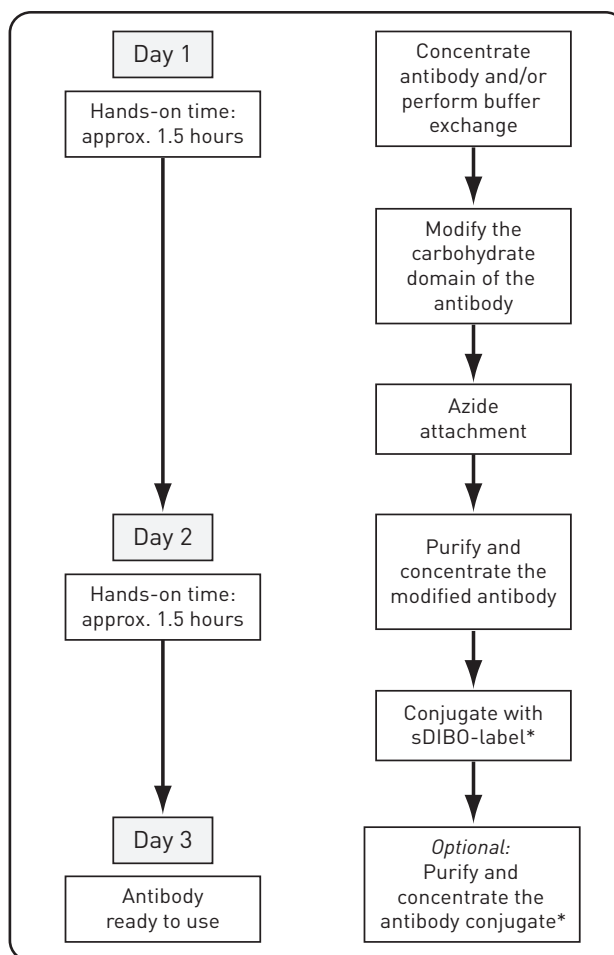 Day 1
Hands-on time:
approx. 1.5 hours
Day 2
Hands-on time:
approx. 1.5 hours
Day 3
Antibody
ready to use
Concentrate
antibody and/or
perform buffer
exchange
Modify the
carbohydrate
domain of the
antibody
Azide
attachment
Purify and
concentrate the
modified antibody
Conjugate with
sDIBO-label*
Optional:
Purify and
concentrate the
antibody conjugate*